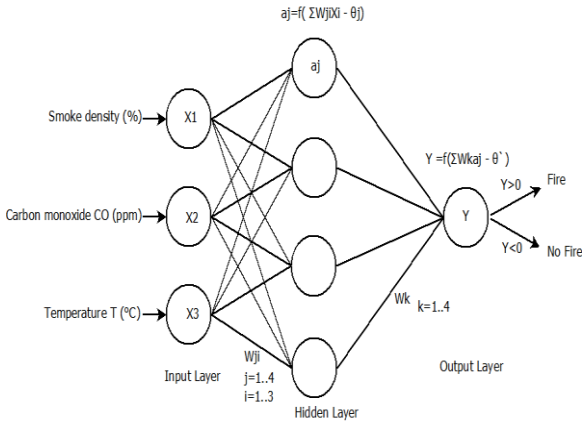 aj=f( ΣWjiXi - θj)
aj
Smoke density (%)
X1
Y =f(ΣWkaj - θ`)
Y>0
Fire
Carbon monoxide CO (ppm)
X2
Y
Y<0
No Fire
Temperature T (ºC)
X3
Wk
k=1..4
Wji
j=1..4
i=1..3
Input Layer
Output Layer
Hidden Layer